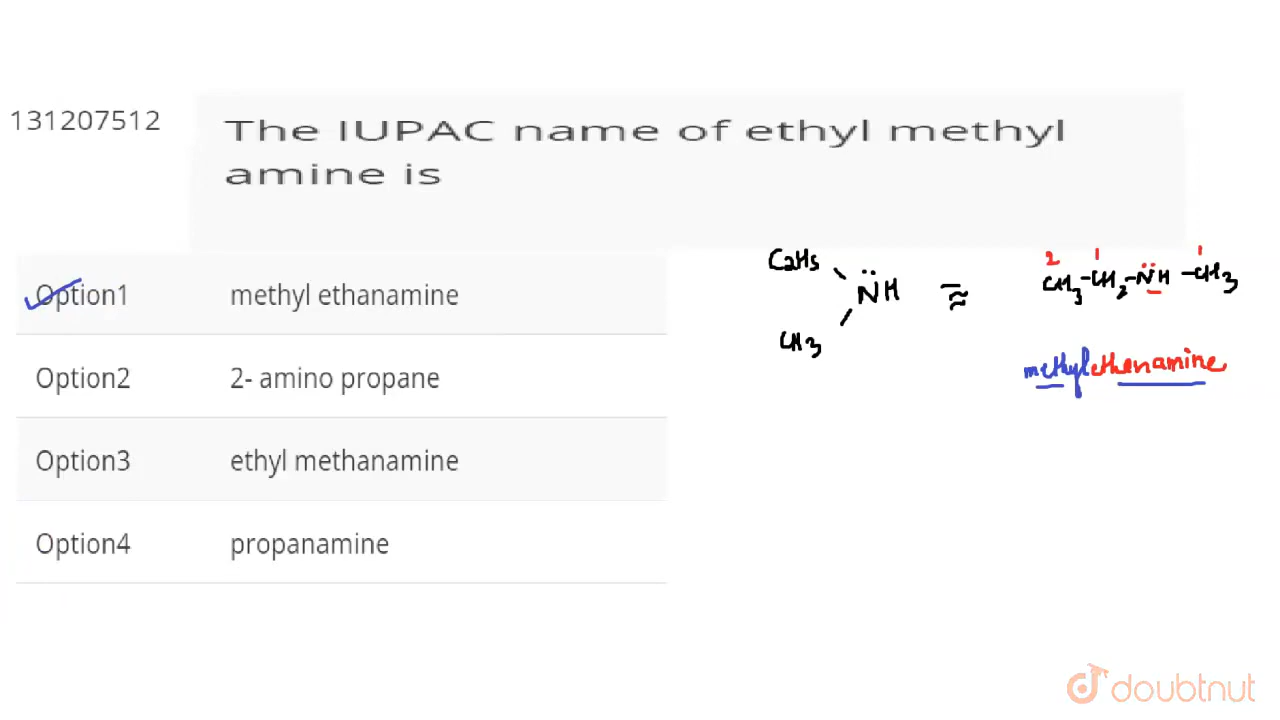 131207512
The IUPAC name of ethyl methyl
amine is
Option1 methyl ethanamine
Option2 2- amino propane
Option3 ethyl methanamine
Option4 propanamine
C2H5
NH
CH3
≈
2 1 1
CH3-CH2-NH-CH3
methylethenamine
doubtnut